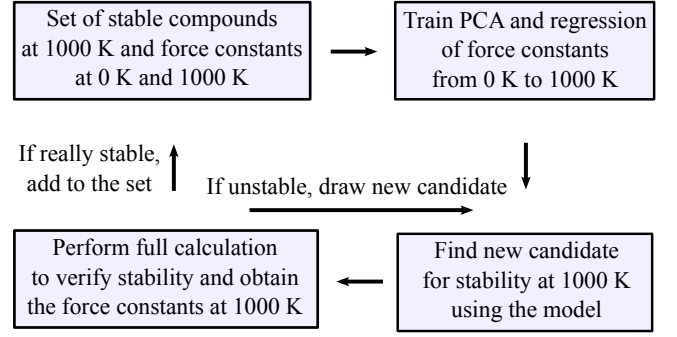 Set of stable compounds
at 1000 K and force constants
at 0 K and 1000 K
Train PCA and regression
of force constants
from 0 K to 1000 K
If really stable,
add to the set
If unstable, draw new candidate
Perform full calculation
to verify stability and obtain
the force constants at 1000 K
Find new candidate
for stability at 1000 K
using the model